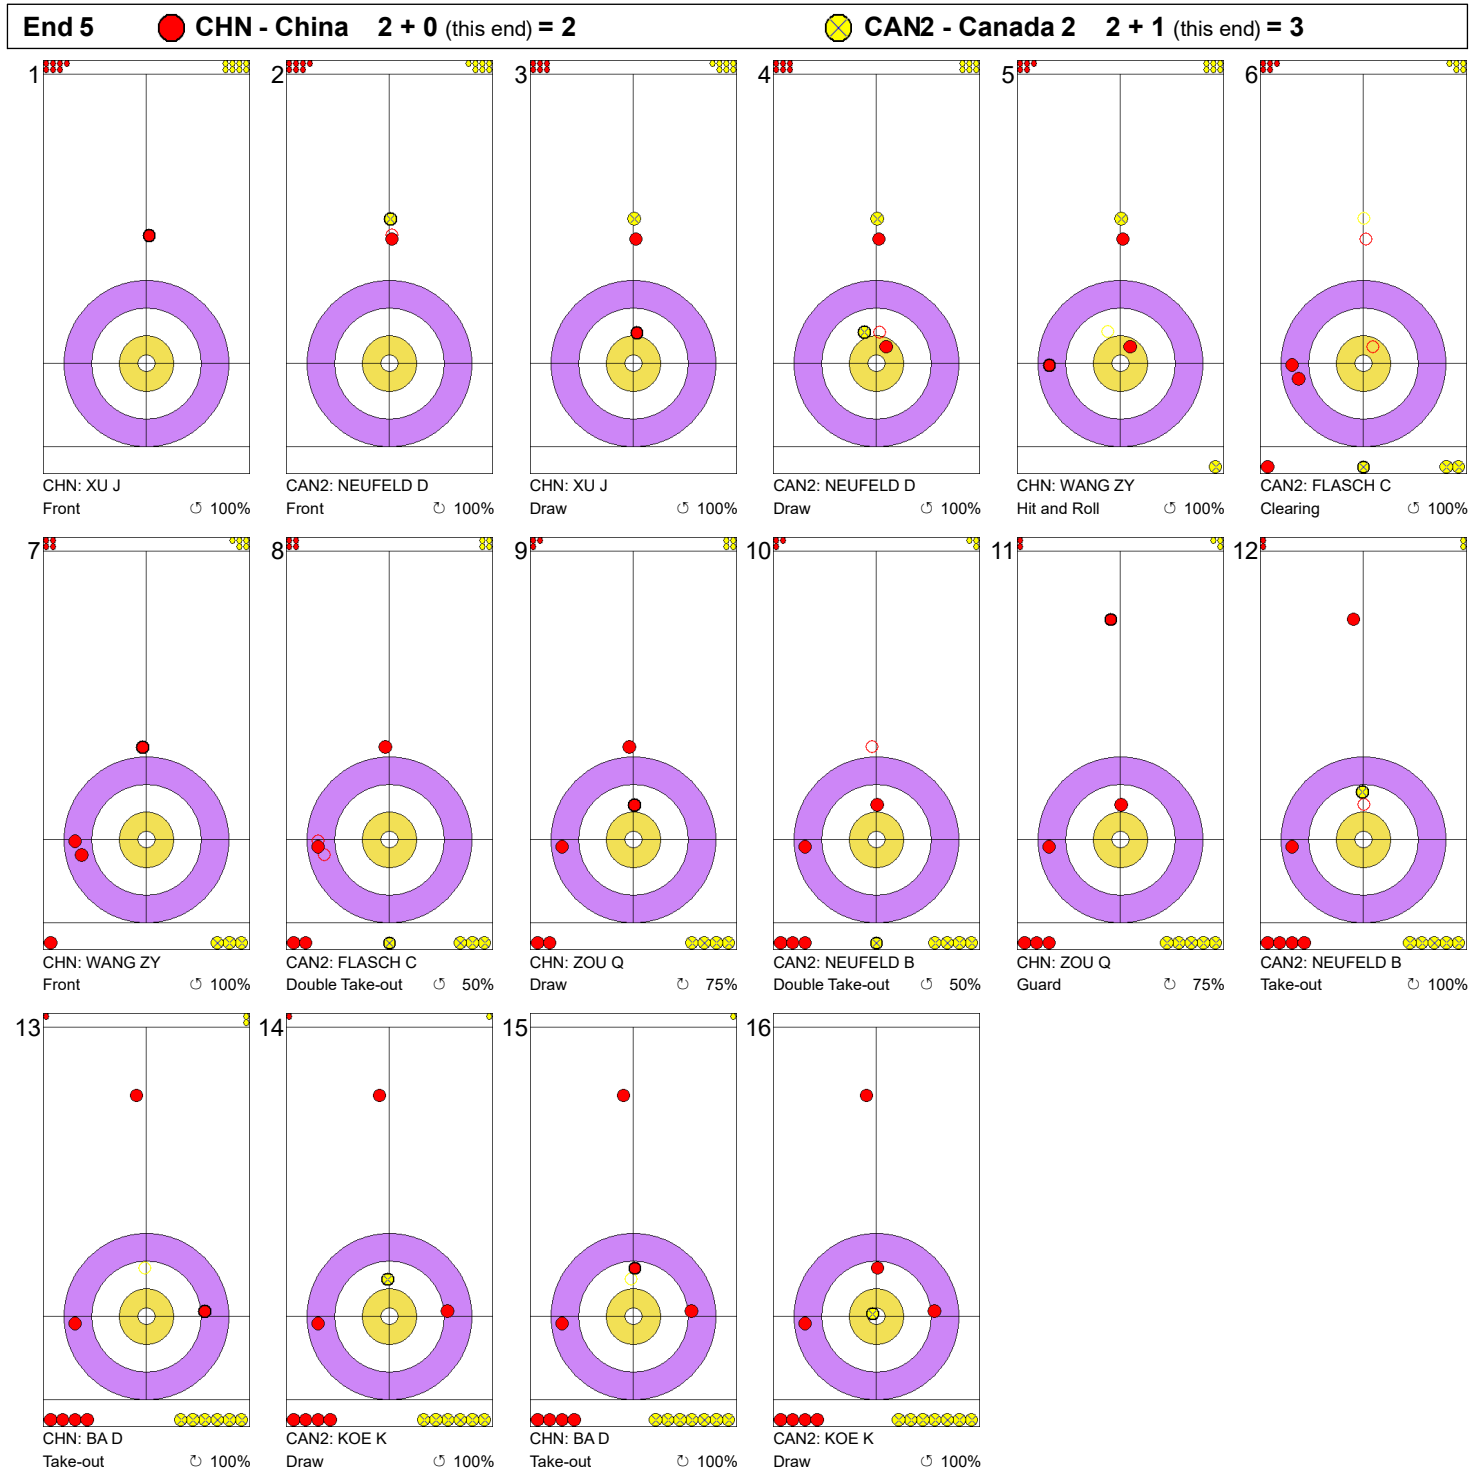 End 5 CHN - China 2 + 0 (this end) = 2 CAN2 - Canada 2 2 + 1 (this end) = 3
1 2 3 4 5 6
CHN: XU J CAN2: NEUFELD D CHN: XU J CAN2: NEUFELD D CHN: WANG ZY CAN2: FLASCH C
Front ↺ 100% Front ↻ 100% Draw ↺ 100% Draw ↻ 100% Hit and Roll ↺ 100% Clearing ↺ 100%
7 8 9 10 11 12
CHN: WANG ZY CAN2: FLASCH C CHN: ZOU Q CAN2: NEUFELD B CHN: ZOU Q CAN2: NEUFELD B
Front ↺ 100% Double Take-out ↺ 50% Draw ↻ 75% Double Take-out ↺ 50% Guard ↻ 75% Take-out ↻ 100%
13 14 15 16
CHN: BA D CAN2: KOE K CHN: BA D CAN2: KOE K
Take-out ↻ 100% Draw ↻ 100% Take-out ↻ 100% Draw ↻ 100%